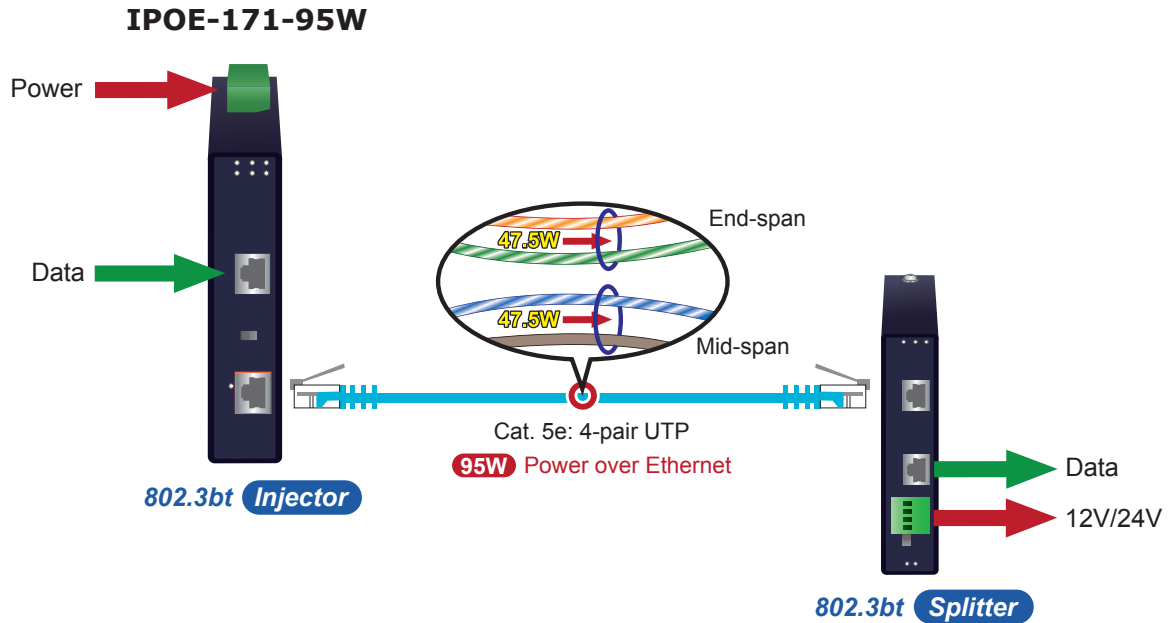 IPOE-171-95W
Power
End-span
47.5W
Data
47.5W
Mid-span
Cat. 5e: 4-pair UTP
95W Power over Ethernet
Data
802.3bt Injector
12V/24V
802.3bt Splitter